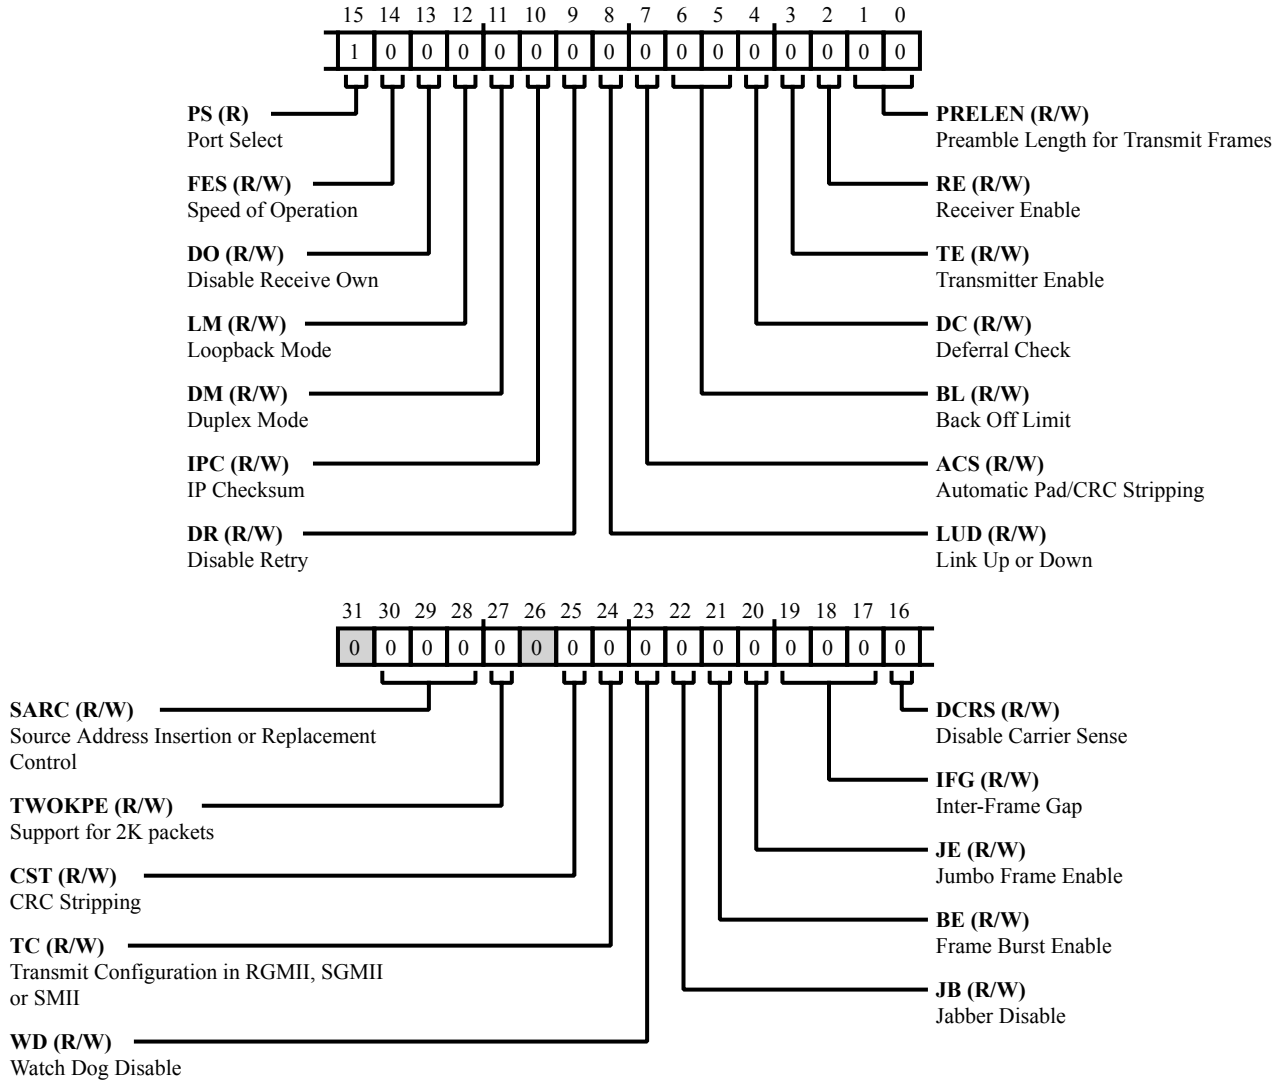 15 14 13 12 11 10 9 8 7 6 5 4 3 2 1 0
1 0 0 0 0 0 0 0 0 0 0 0 0 0 0 0
PS (R)
Port Select
FES (R/W)
Speed of Operation
DO (R/W)
Disable Receive Own
LM (R/W)
Loopback Mode
DM (R/W)
Duplex Mode
IPC (R/W)
IP Checksum
DR (R/W)
Disable Retry
PRELEN (R/W)
Preamble Length for Transmit Frames
RE (R/W)
Receiver Enable
TE (R/W)
Transmitter Enable
DC (R/W)
Deferral Check
BL (R/W)
Back Off Limit
ACS (R/W)
Automatic Pad/CRC Stripping
LUD (R/W)
Link Up or Down
31 30 29 28 27 26 25 24 23 22 21 20 19 18 17 16
0 0 0 0 0 0 0 0 0 0 0 0 0 0 0 0
SARC (R/W)
Source Address Insertion or Replacement
Control
TWOKPE (R/W)
Support for 2K packets
CST (R/W)
CRC Stripping
TC (R/W)
Transmit Configuration in RGMII, SGMII
or SMII
WD (R/W)
Watch Dog Disable
DCRS (R/W)
Disable Carrier Sense
IFG (R/W)
Inter-Frame Gap
JE (R/W)
Jumbo Frame Enable
BE (R/W)
Frame Burst Enable
JB (R/W)
Jabber Disable